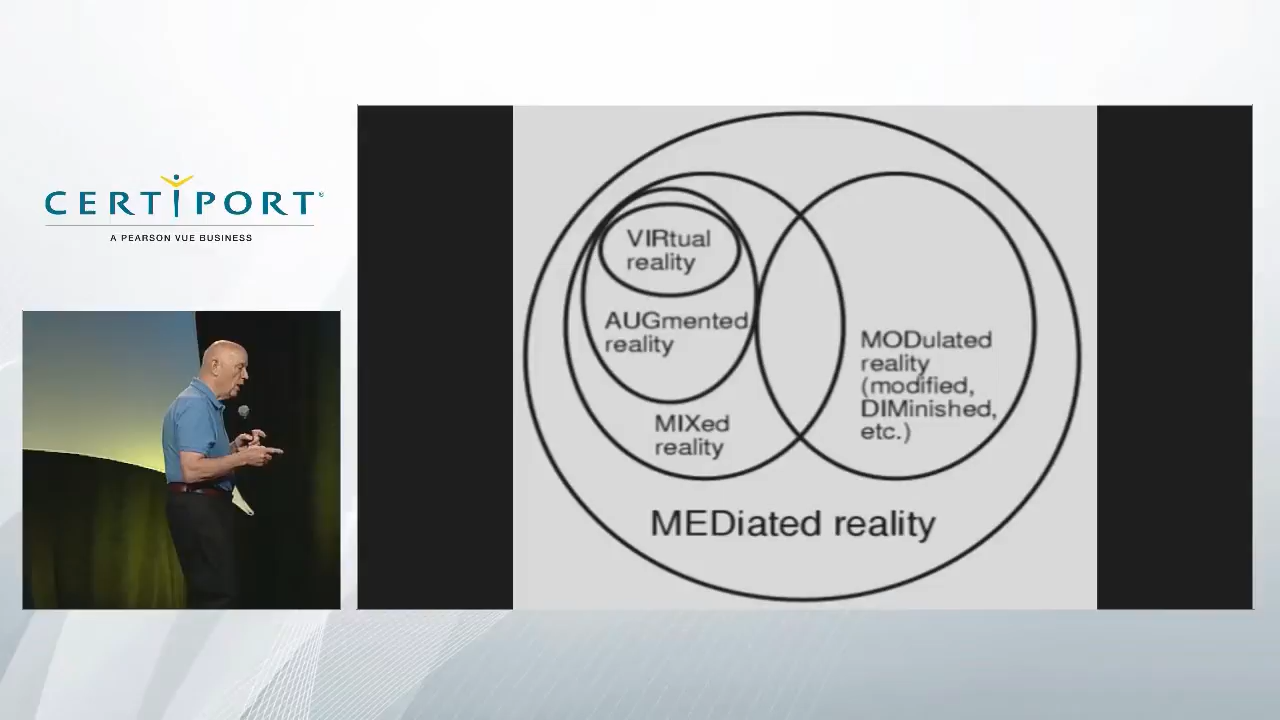 CERTIPORT®
A PEARSON VUE BUSINESS
VIRtual
reality
AUGmented
reality
MIXed
reality
MODulated
reality
(modified,
DIMinished,
etc.)
MEDiated reality